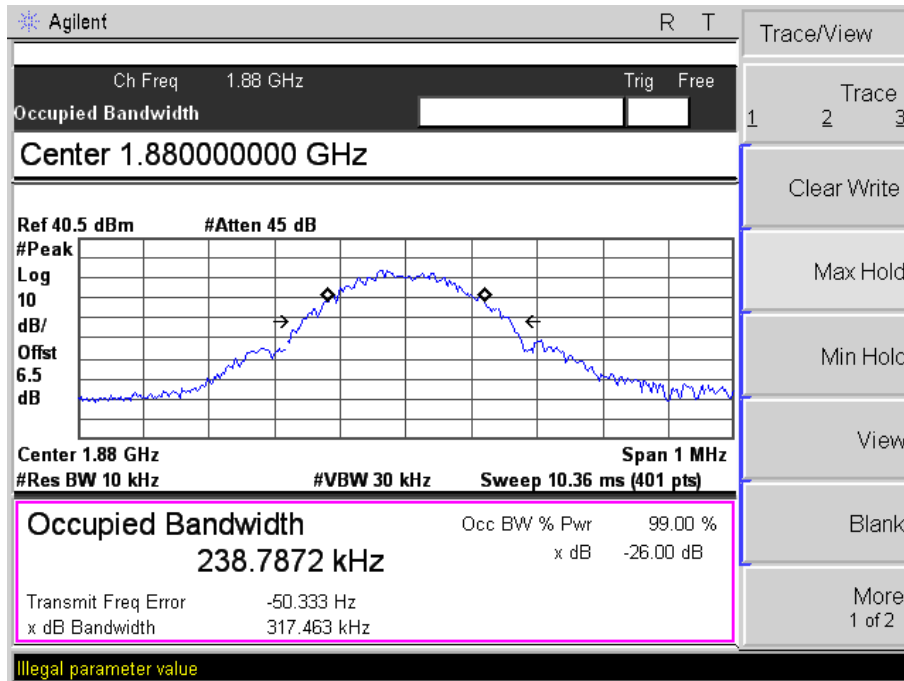 Agilent R T
Trace/View
Ch Freq 1.88 GHz Trig Free
Occupied Bandwidth
Trace
1 2 3
Center 1.880000000 GHz
Clear Write
Ref 40.5 dBm #Atten 45 dB
#Peak
Log
10
dB/
Offst
6.5
dB
Max Hold
Min Hold
Center 1.88 GHz Span 1 MHz
#Res BW 10 kHz #VBW 30 kHz Sweep 10.36 ms (401 pts)
View
Occupied Bandwidth
238.7872 kHz
Occ BW % Pwr 99.00 %
x dB -26.00 dB
Blank
Transmit Freq Error -50.333 Hz
x dB Bandwidth 317.463 kHz
More
1 of 2
Illegal parameter value